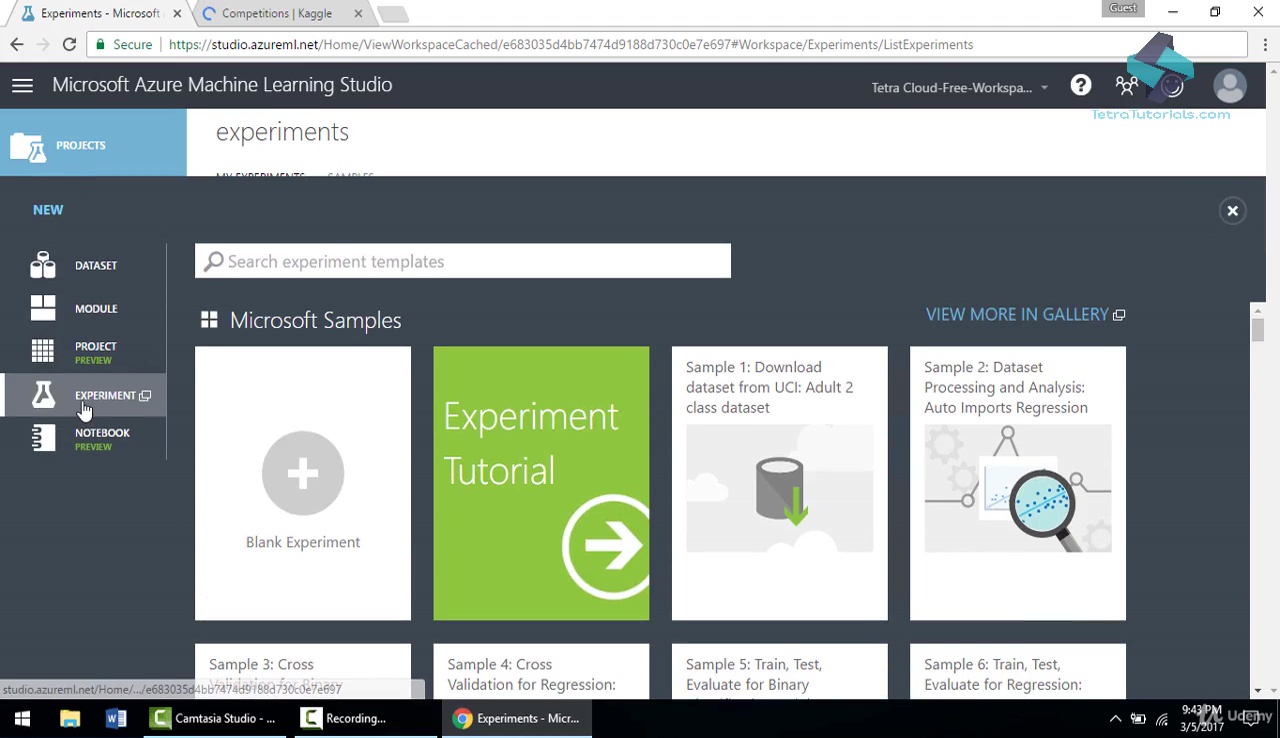 Experiments - Microsoft
Competitions | Kaggle
Guest
Secure
https://studio.azureml.net/Home/ViewWorkspaceCached/e683035d4bb7474d9188d730c0e7e697#Workspace/Experiments/ListExperiments
Microsoft Azure Machine Learning Studio
Tetra Cloud-Free-Workspa...
TetraTutorials.com
PROJECTS
experiments
MY EXPERIMENTS
SAMPLES
NEW
DATASET
MODULE
PROJECT
PREVIEW
EXPERIMENT
NOTEBOOK
PREVIEW
Search experiment templates
Microsoft Samples
VIEW MORE IN GALLERY
Blank Experiment
Experiment
Tutorial
Sample 1: Download
dataset from UCI: Adult 2
class dataset
Sample 2: Dataset
Processing and Analysis:
Auto Imports Regression
Sample 3: Cross
Validation for Binary
Sample 4: Cross
Validation for Regression:
Sample 5: Train, Test,
Evaluate for Binary
Sample 6: Train, Test,
Evaluate for Regression:
studio.azureml.net/Home/.../e683035d4bb7474d9188d730c0e7e697
Camtasia Studio - ...
Recording...
Experiments - Micr...
9:43 PM
3/5/2017
Udemy